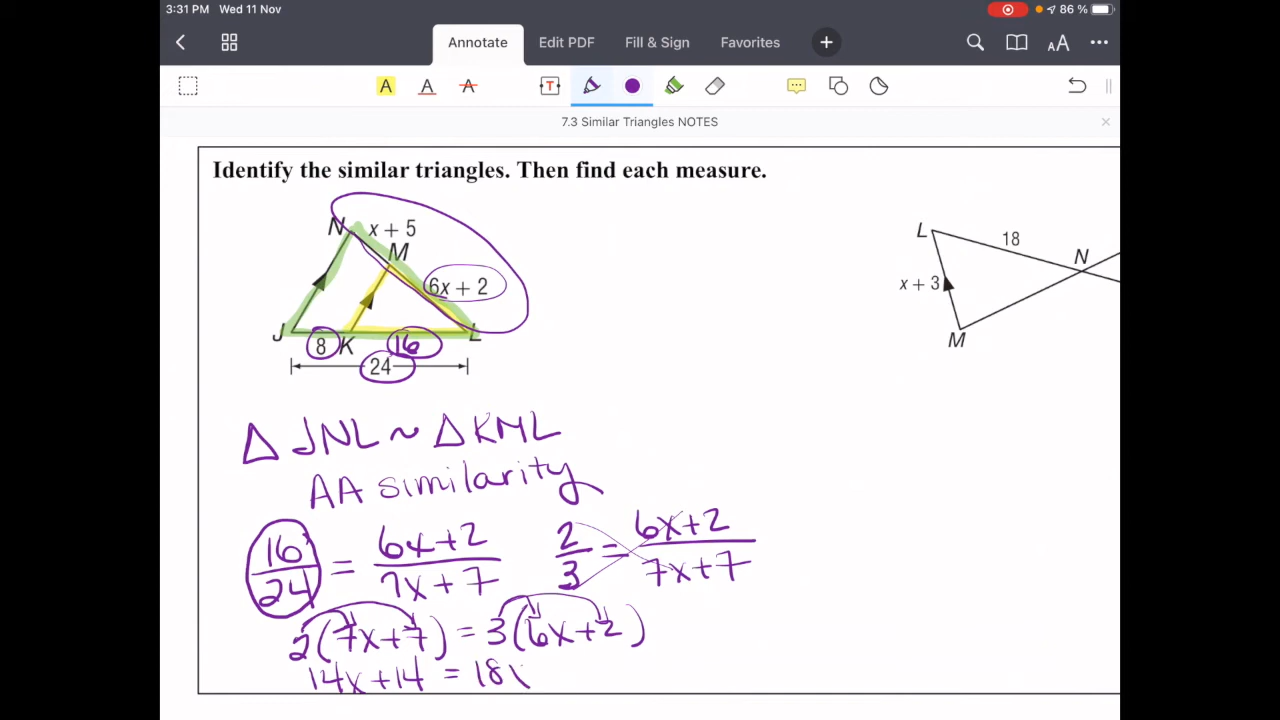 3:31 PM Wed 11 Nov
86 %
Annotate Edit PDF Fill & Sign Favorites
A A A T AA
7.3 Similar Triangles NOTES
Identify the similar triangles. Then find each measure.
N x + 5
M
6x + 2
J 8 K 16 L
24
L 18 N
x + 3
M
△ JNL ~ △ KML
AA similarity
16/24 = 6x+2/7x+7 2/3 = 6x+2/7x+7
2(7x+7) = 3(6x+2)
14x+14 = 18